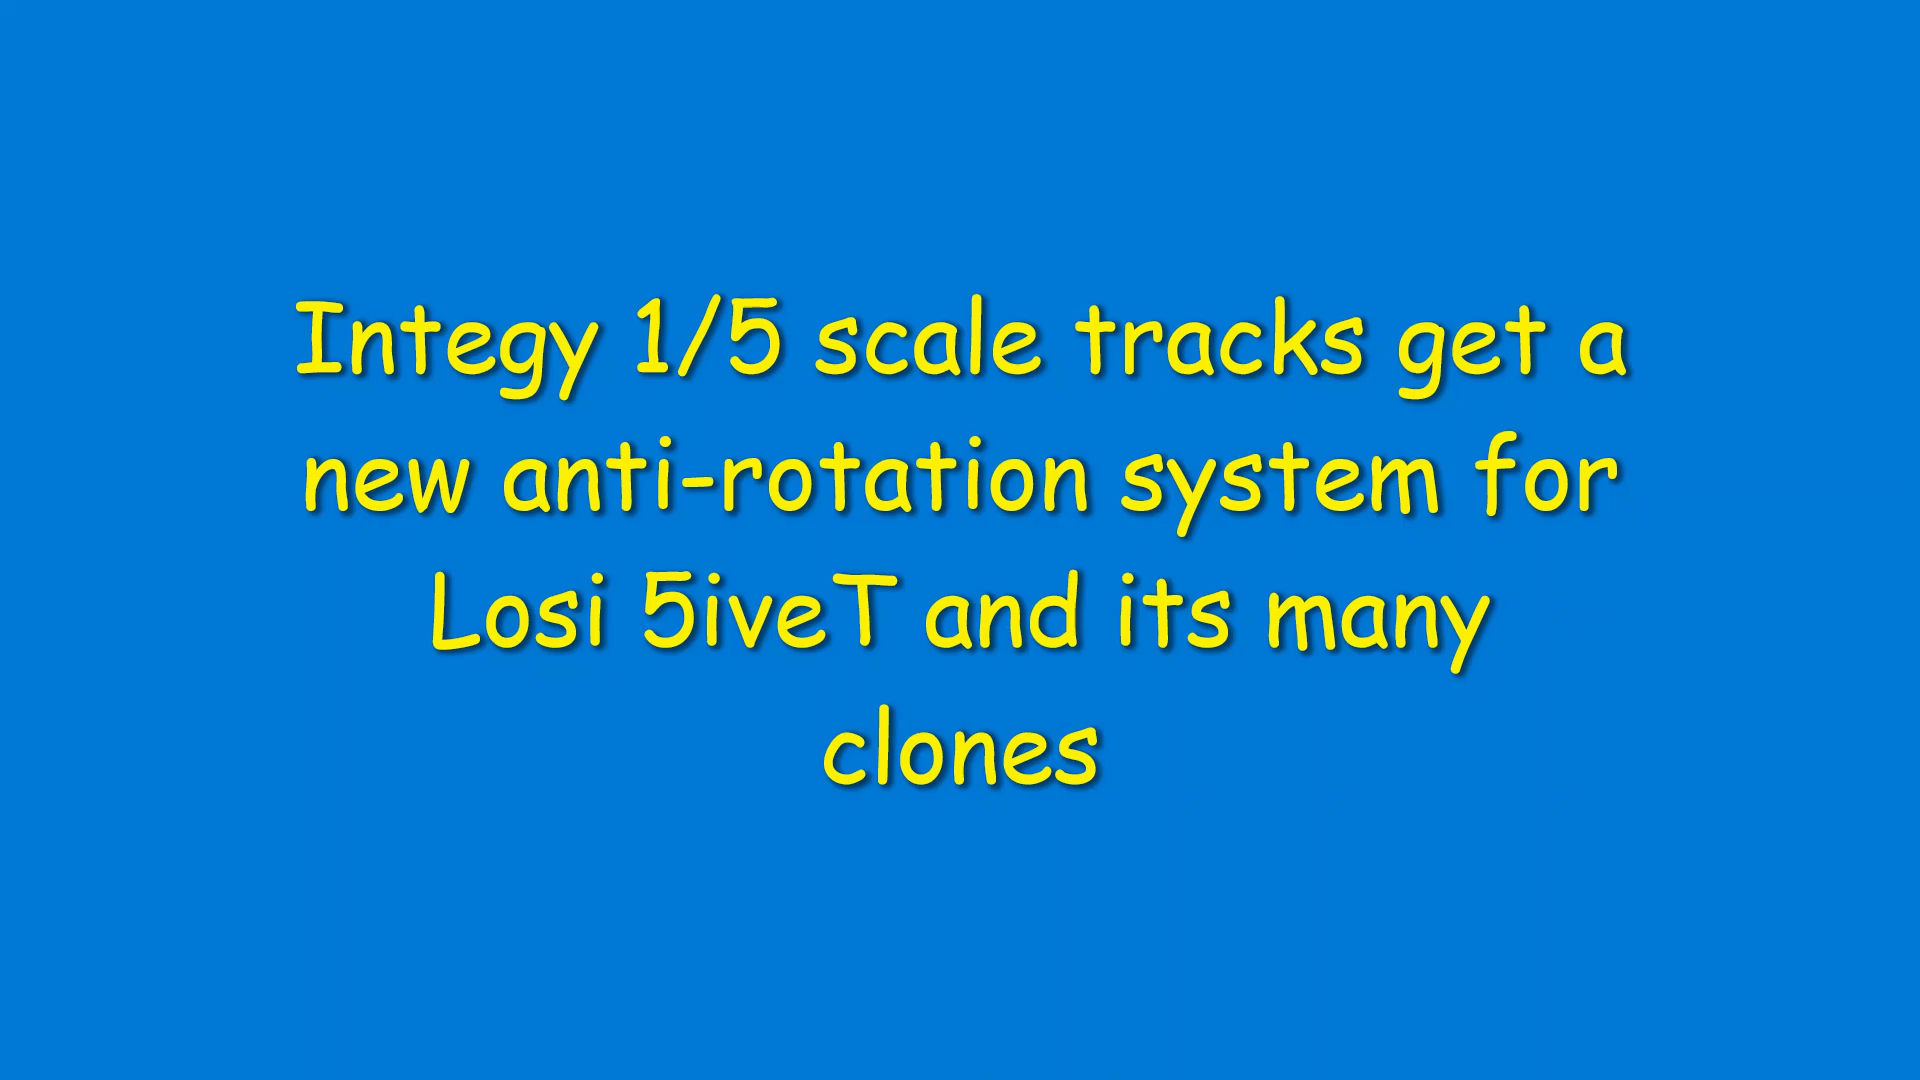 Integy 1/5 scale tracks get a
new anti-rotation system for
Losi 5iveT and its many
clones